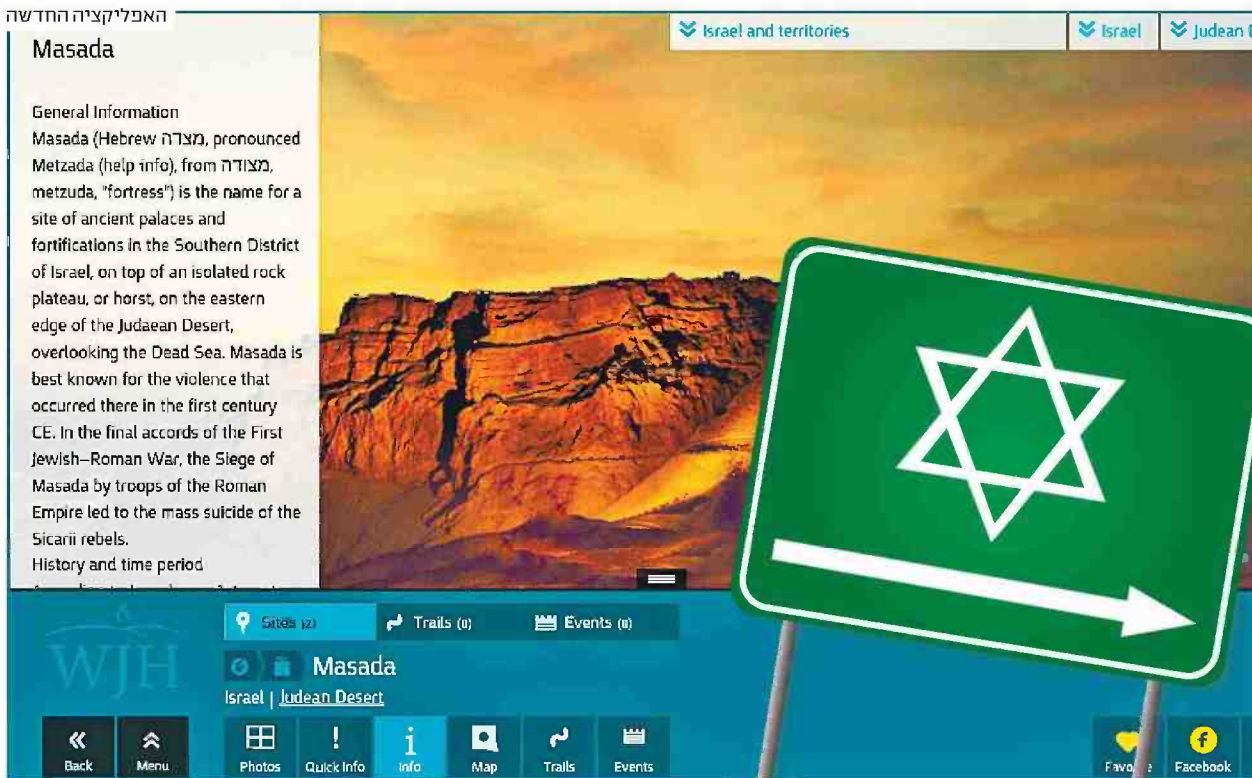 האפליקציה החדשה
Masada
General Information
Masada (Hebrew מצדה, pronounced
Metzada (help info), from מצודה,
metzuda, "fortress") is the name for a
site of ancient palaces and
fortifications in the Southern District
of Israel, on top of an isolated rock
plateau, or horst, on the eastern
edge of the Judaean Desert,
overlooking the Dead Sea. Masada is
best known for the violence that
occurred there in the first century
CE. In the final accords of the First
Jewish–Roman War, the Siege of
Masada by troops of the Roman
Empire led to the mass suicide of the
Sicarii rebels.
History and time period
Israel and territories
Israel
Judean
WJH
Sites (2)
Trails (0)
Events (0)
Masada
Israel | Judean Desert
Back
Menu
Photos
Quick Info
Info
Map
Trails
Events
Facebook